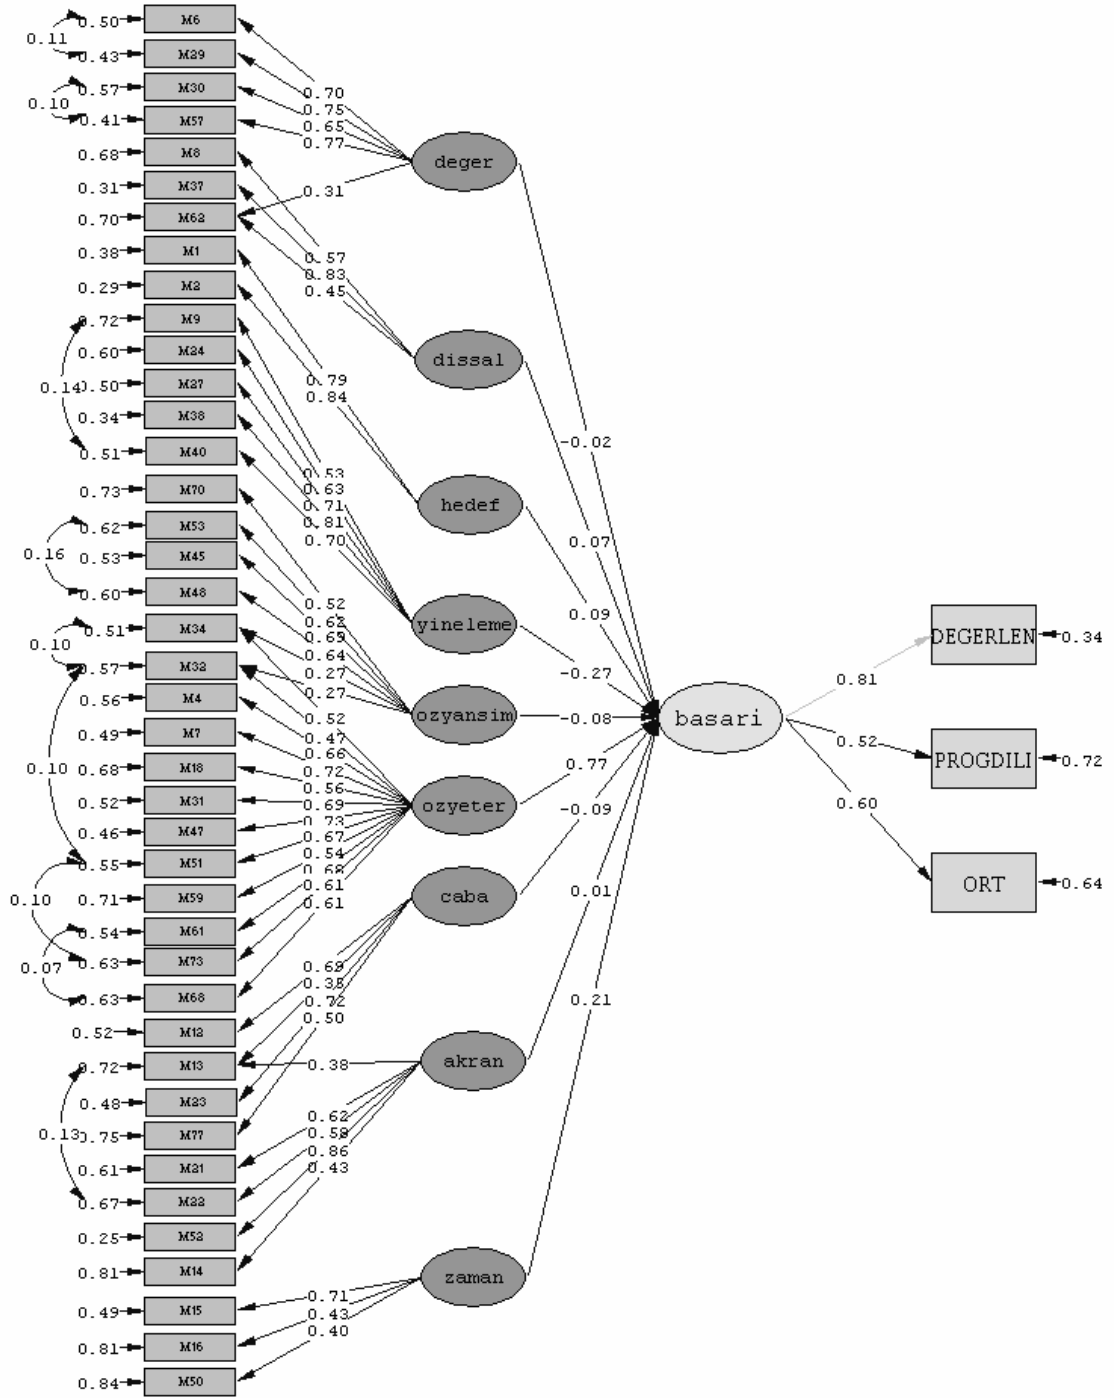 0.50 M6
0.11
0.43 M29
0.70
0.57 M30
0.10
0.75
0.65
0.41 M57
0.77
0.68 M8
deger
0.31 M37
0.31
0.70 M62
0.38 M1
0.57
0.83
0.45
0.29 M2
0.72 M9
0.60 M24
dissal
0.14
0.50 M27
0.79
0.84
0.34 M38
-0.02
0.51 M40
0.53
0.63
0.73 M70
0.71
hedef
0.81
0.62 M53
0.70
0.07
0.16
0.53 M45
0.60 M48
0.52
0.09
0.62
0.51 M34
0.69
yineleme
DEGERLEN 0.34
0.10
0.64
0.57 M32
0.27
-0.27
0.81
0.27
0.56 M4
0.52
ozyansim
-0.08
basari
0.49 M7
0.47
0.66
0.52
0.10
0.68 M18
0.72
0.77
PROGDILI 0.72
0.56
0.52 M31
0.69
ozyeter
-0.09
0.60
0.46 M47
0.73
0.67
0.55 M51
0.54
0.68
0.01
0.61
ORT 0.64
0.10
0.71 M59
0.61
caba
0.54 M61
0.07
0.63 M73
0.69
0.35
0.63 M68
0.72
0.21
0.50
0.52 M12
0.72 M13
0.38
akran
0.48 M23
0.62
0.13
0.75 M77
0.58
0.86
0.61 M21
0.43
0.67 M22
0.25 M52
0.81 M14
zaman
0.71
0.49 M15
0.43
0.40
0.81 M16
0.84 M50